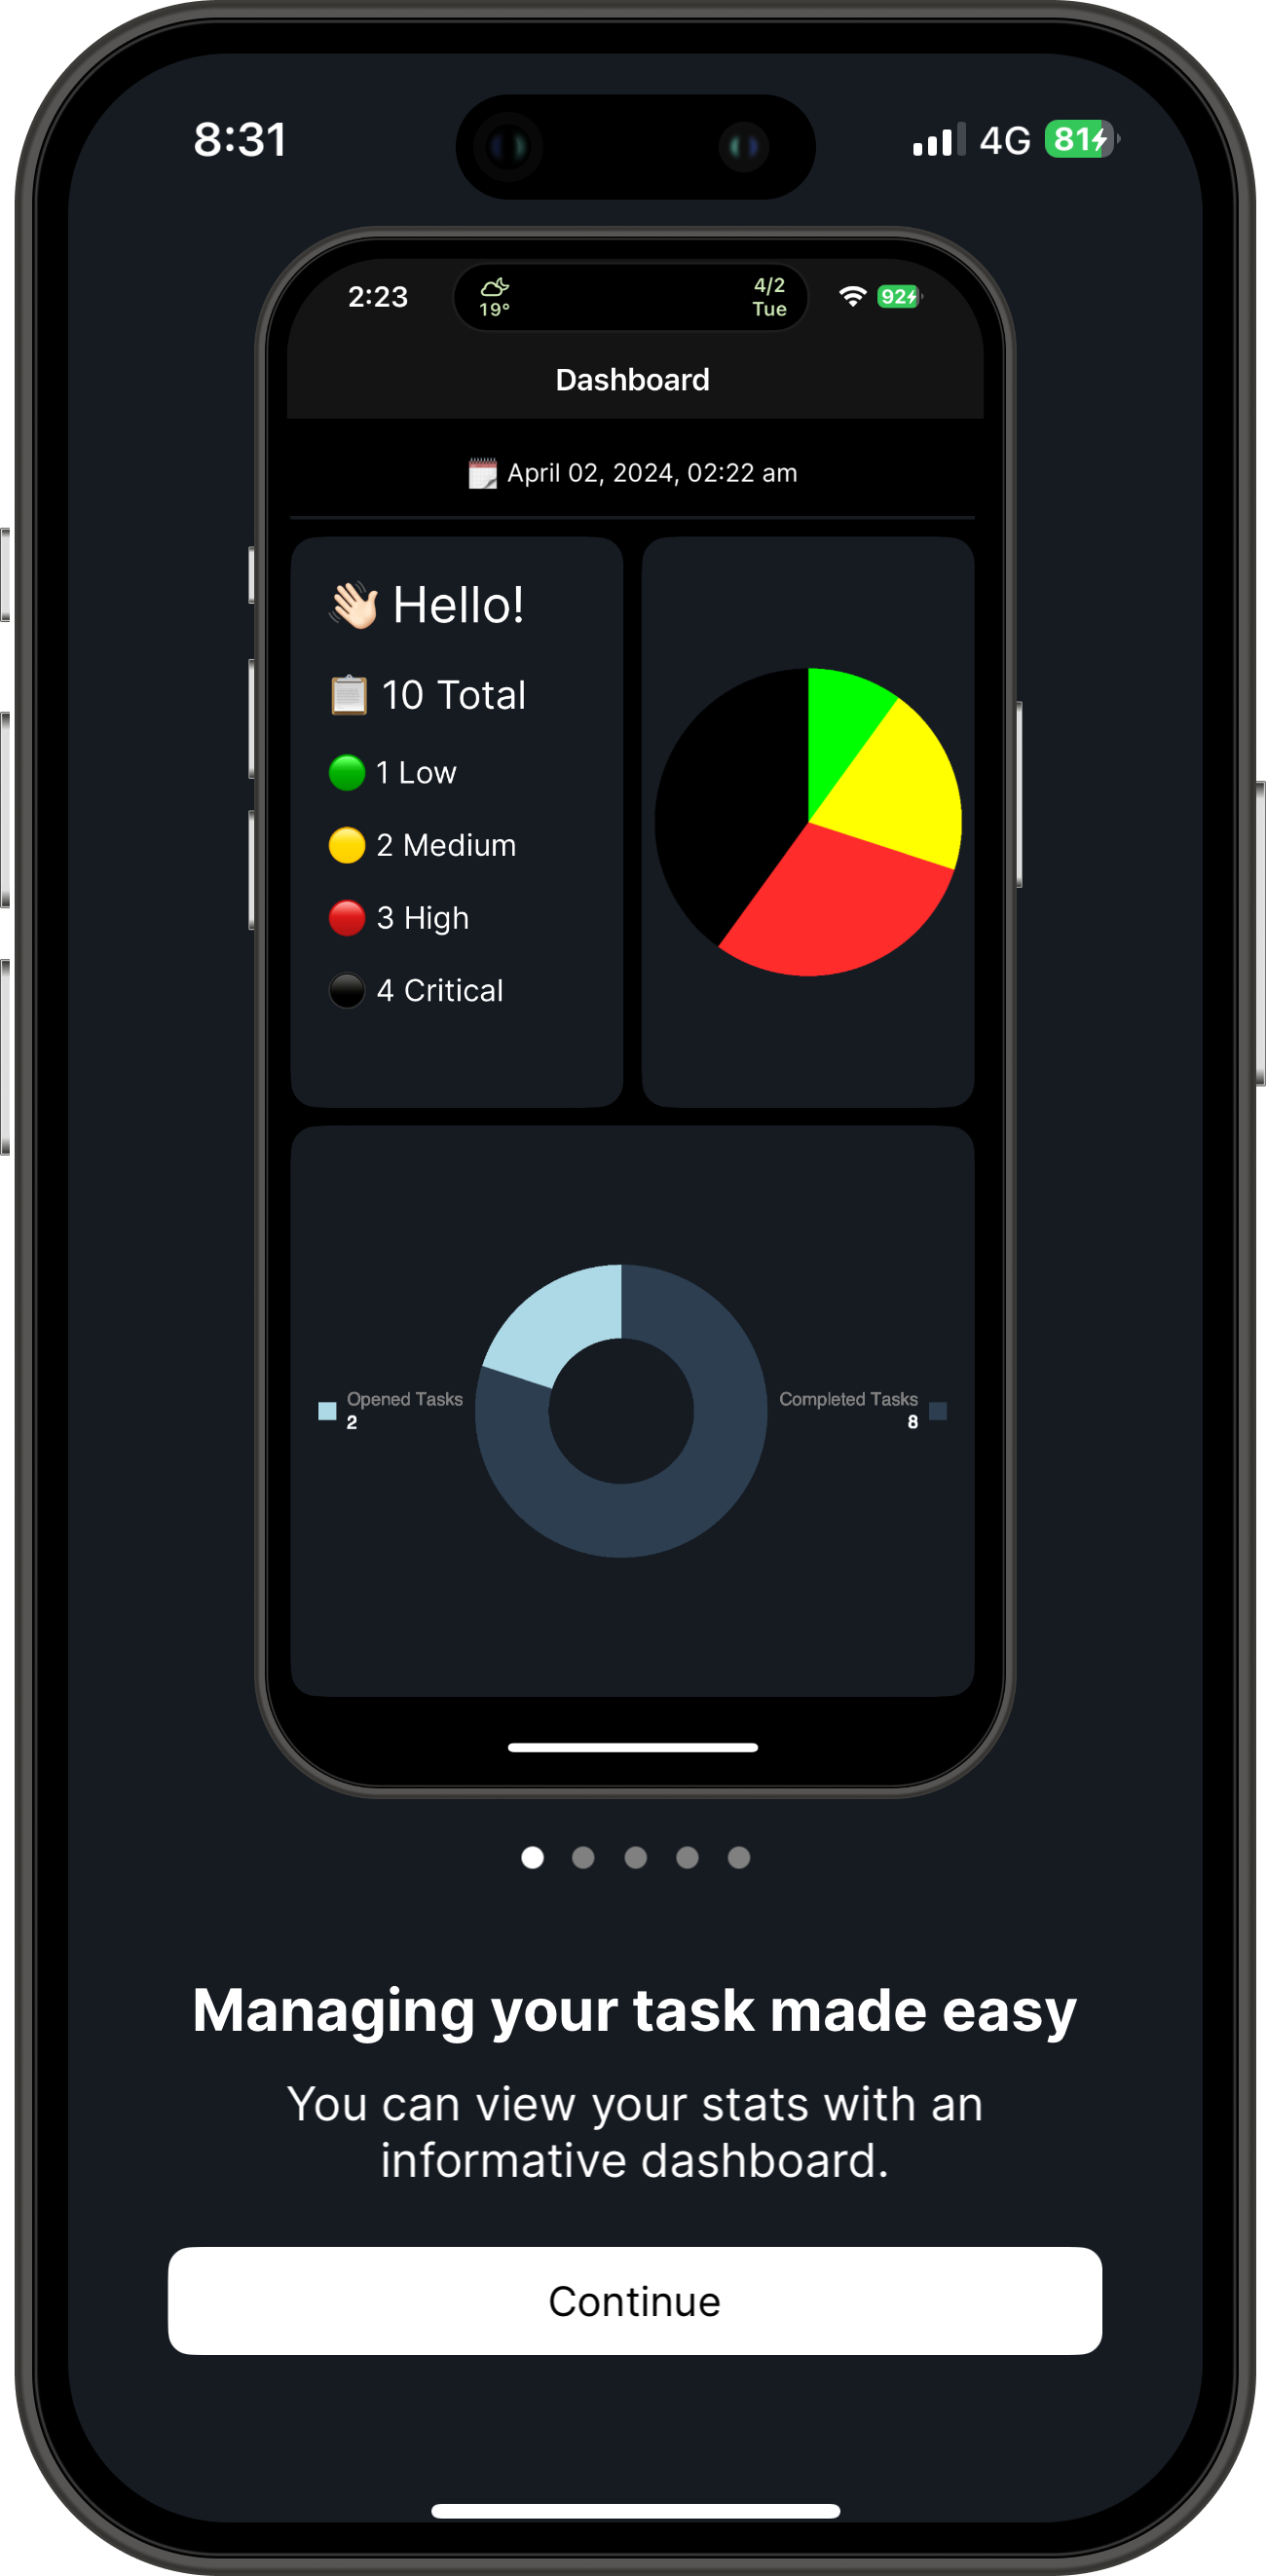 8:31
4G 81
2:23
19°
4/2
Tue
92
Dashboard
April 02, 2024, 02:22 am
Hello!
10 Total
1 Low
2 Medium
3 High
4 Critical
Opened Tasks
2
Completed Tasks
8
Managing your task made easy
You can view your stats with an
informative dashboard.
Continue